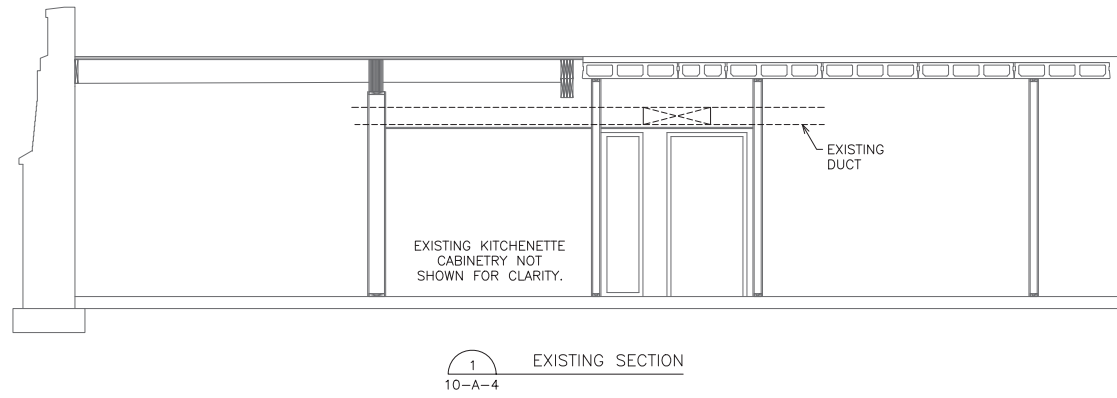 EXISTING
DUCT
EXISTING KITCHENETTE
CABINETRY NOT
SHOWN FOR CLARITY.
1
10-A-4
EXISTING SECTION